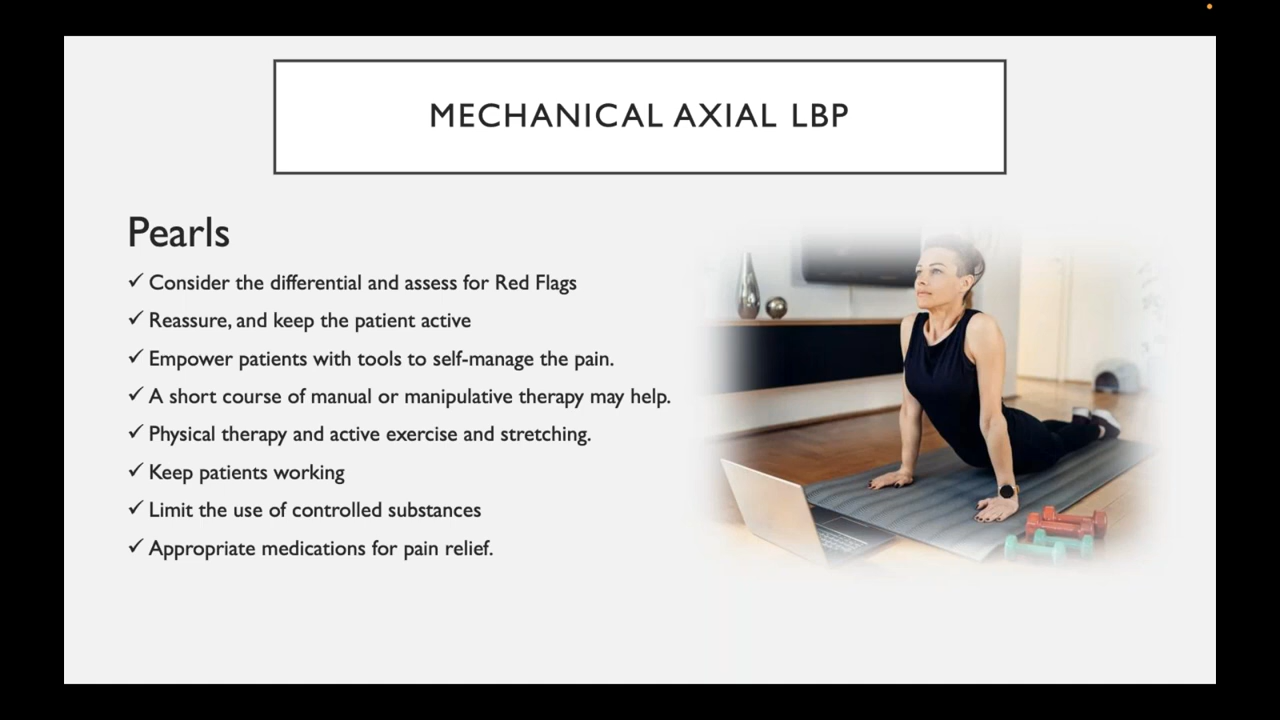 MECHANICAL AXIAL LBP
Pearls
✓ Consider the differential and assess for Red Flags
✓ Reassure, and keep the patient active
✓ Empower patients with tools to self-manage the pain.
✓ A short course of manual or manipulative therapy may help.
✓ Physical therapy and active exercise and stretching.
✓ Keep patients working
✓ Limit the use of controlled substances
✓ Appropriate medications for pain relief.